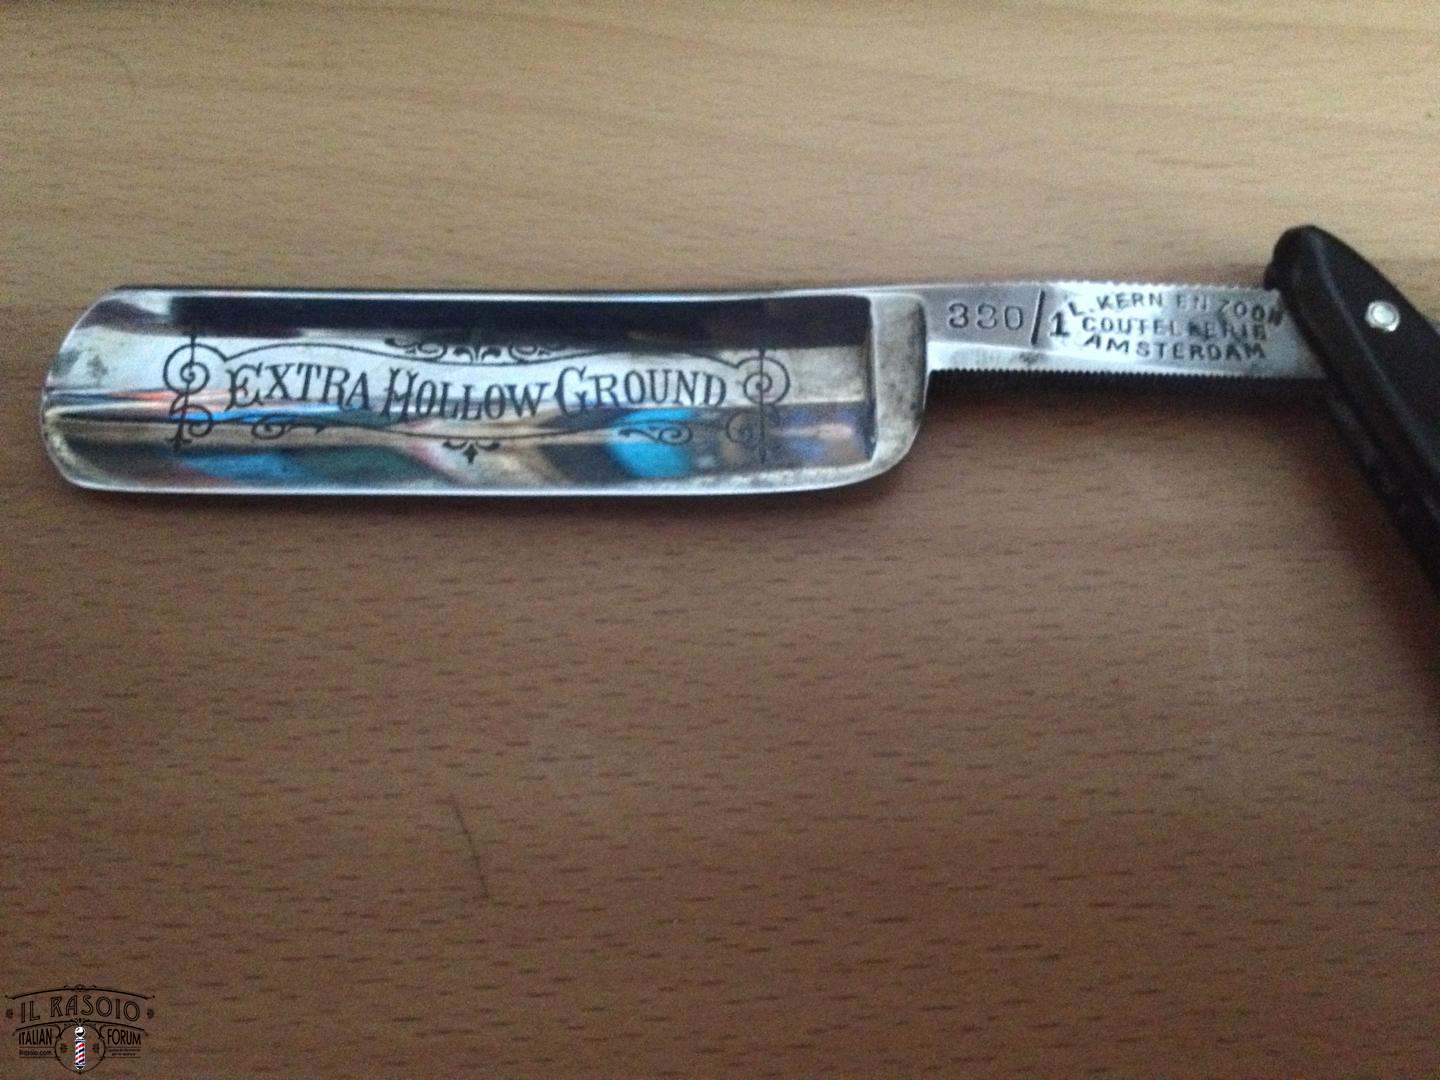 EXTRA HOLLOW GROUND
330/1
L. KERN EN ZOON
COUTELLERIE
AMSTERDAM
IL RASOIO
ITALIAN FORUM